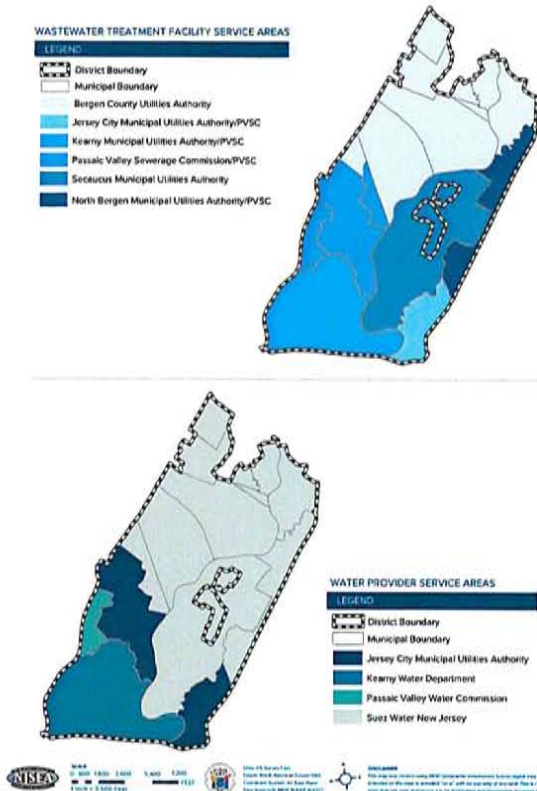 WASTEWATER TREATMENT FACILITY SERVICE AREAS
LEGEND
District Boundary
Municipal Boundary
Bergen County Utilities Authority
Jersey City Municipal Utilities Authority/PVSC
Kearny Municipal Utilities Authority/PVSC
Passaic Valley Sewerage Commission/PVSC
Secaucus Municipal Utilities Authority
North Bergen Municipal Utilities Authority/PVSC
WATER PROVIDER SERVICE AREAS
LEGEND
District Boundary
Municipal Boundary
Jersey City Municipal Utilities Authority
Kearny Water Department
Passaic Valley Water Commission
Suez Water New Jersey
NJSEA
SCALE
FEET
DISCLAIMER